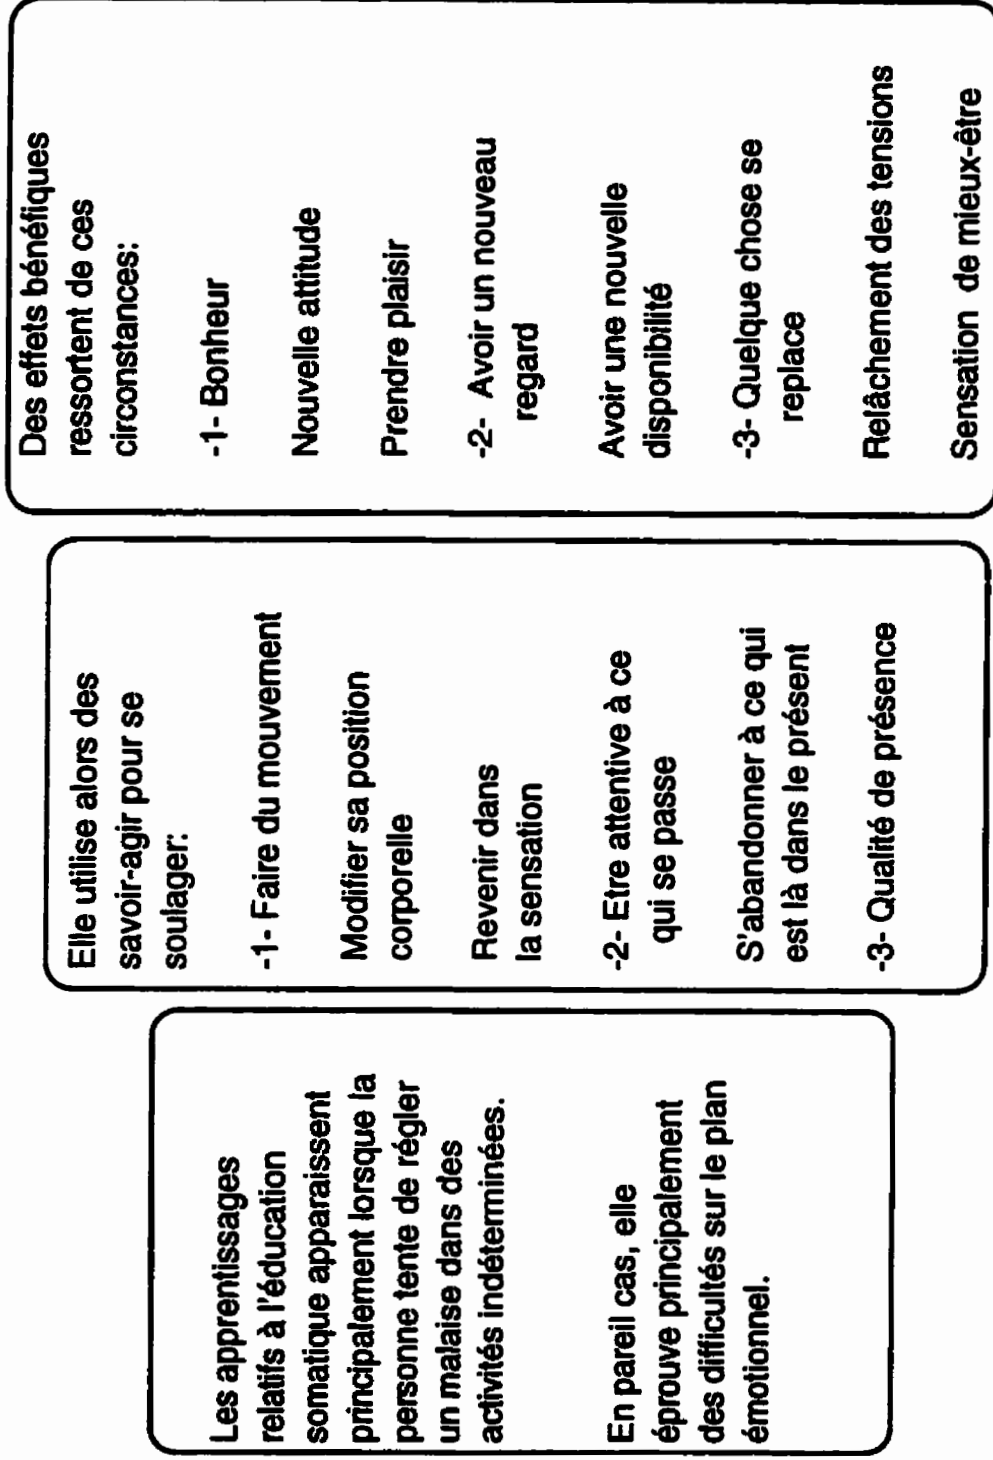 Les apprentissages
relatifs à l'éducation
somatique apparaissent
principalement lorsque la
personne tente de régler
un malaise dans des
activités indéterminées.
En pareil cas, elle
éprouve principalement
des difficultés sur le plan
émotionnel.
Elle utilise alors des
savoir-agir pour se
soulager:
-1- Faire du mouvement
Modifier sa position
corporelle
Revenir dans
la sensation
-2- Etre attentive à ce
qui se passe
S'abandonner à ce qui
est là dans le présent
-3- Qualité de présence
Des effets bénéfiques
ressortent de ces
circonstances:
-1- Bonheur
Nouvelle attitude
Prendre plaisir
-2- Avoir un nouveau
regard
Avoir une nouvelle
disponibilité
-3- Quelque chose se
replace
Relâchement des tensions
Sensation de mieux-être